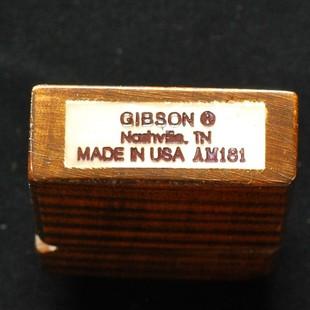 GIBSON ®
Nashville, TN
MADE IN USA AM181